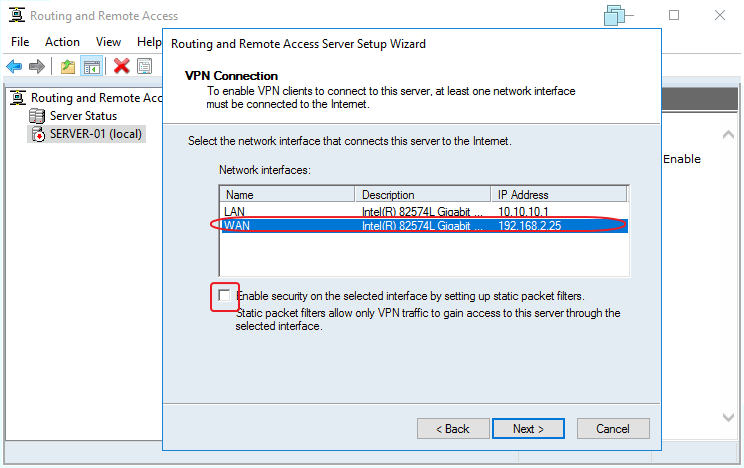 Routing and Remote Access
File Action View Help
Routing and Remote Access Server Setup Wizard
VPN Connection
To enable VPN clients to connect to this server, at least one network interface
must be connected to the Internet.
Routing and Remote Acc
Server Status
SERVER-01 (local)
Select the network interface that connects this server to the Internet.
Network interfaces:
Name Description IP Address
LAN Intel(R) 82574L Gigabit ... 10.10.10.1
WAN Intel(R) 82574L Gigabit ... 192.168.2.25
Enable security on the selected interface by setting up static packet filters.
Static packet filters allow only VPN traffic to gain access to this server through the
selected interface.
Enable
< Back Next > Cancel